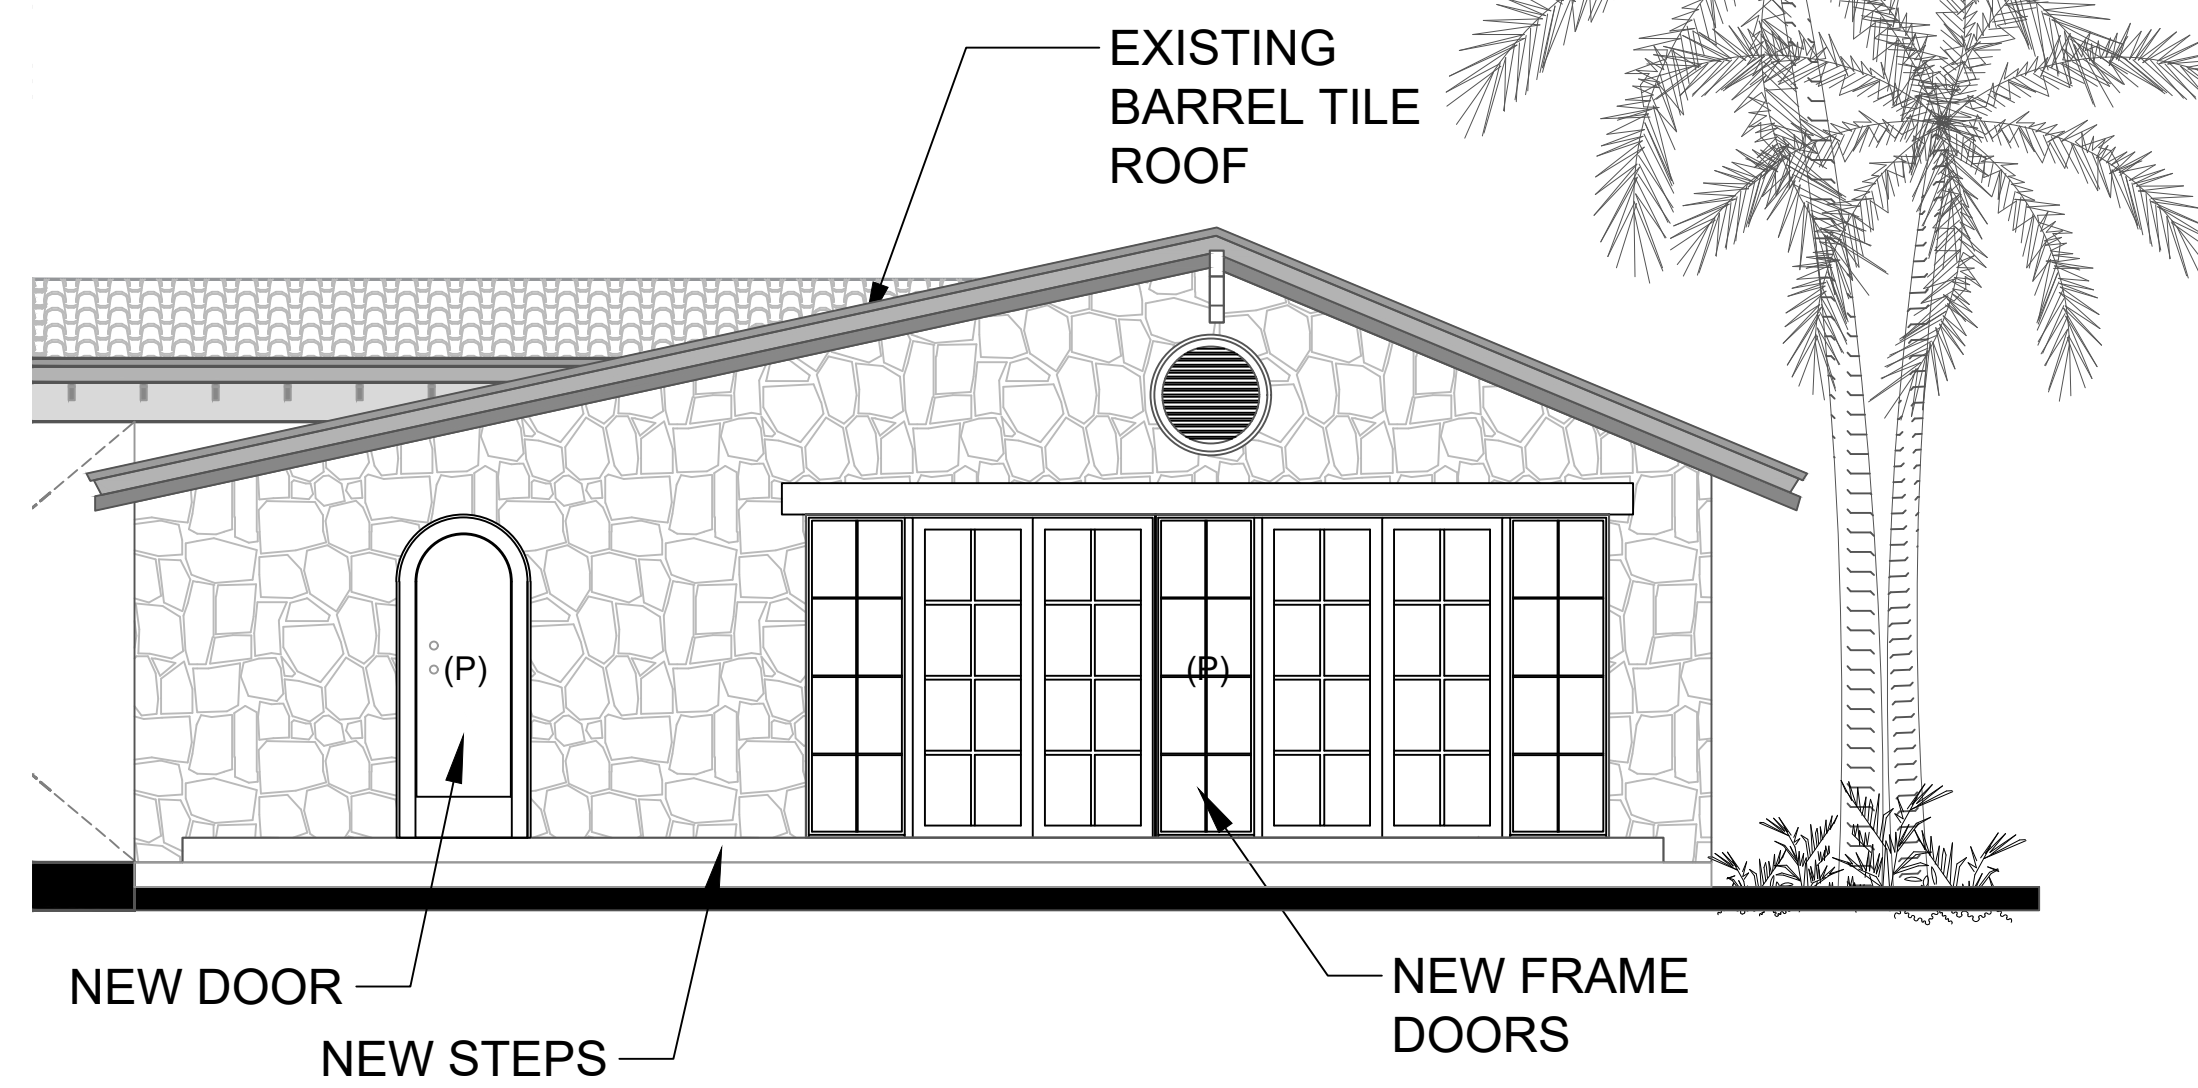 EXISTING
BARREL TILE
ROOF
(P)
(P)
NEW DOOR
NEW STEPS
NEW FRAME
DOORS